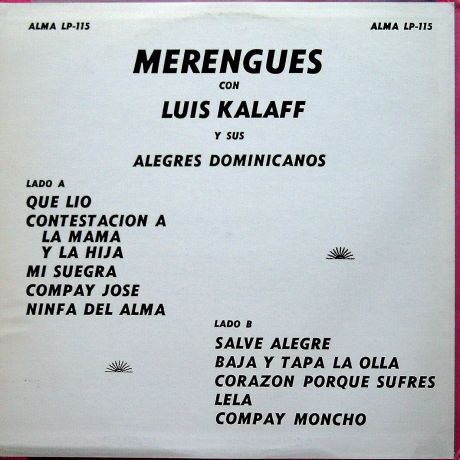 ALMA LP-115
ALMA LP-115
MERENGUES
CON
LUIS KALAFF
Y SUS
ALEGRES DOMINICANOS
LADO A
QUE LIO
CONTESTACION A
LA MAMA
Y LA HIJA
MI SUEGRA
COMPAY JOSE
NINFA DEL ALMA
LADO B
SALVE ALEGRE
BAJA Y TAPA LA OLLA
CORAZON PORQUE SUFRES
LELA
COMPAY MONCHO